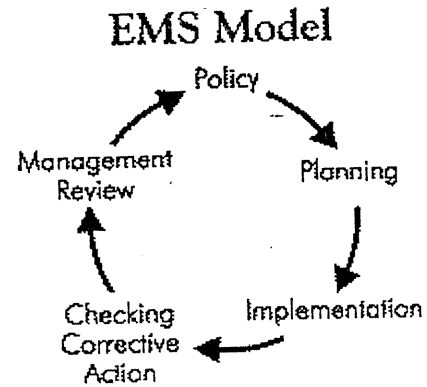 EMS Model
Policy
Planning
Implementation
Checking
Corrective
Action
Management
Review